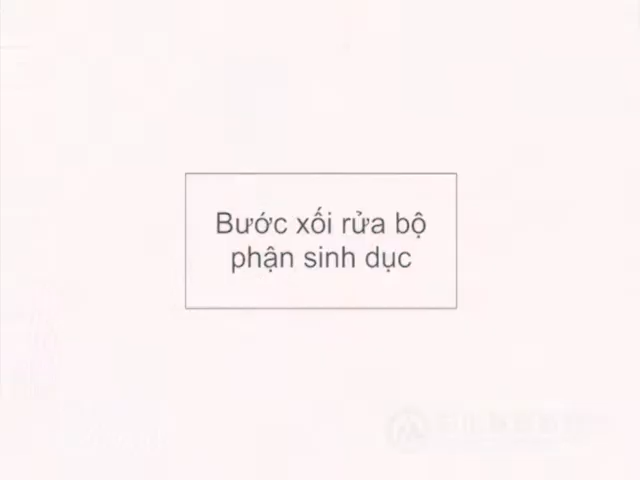 Bước xối rửa bộ
phận sinh dục